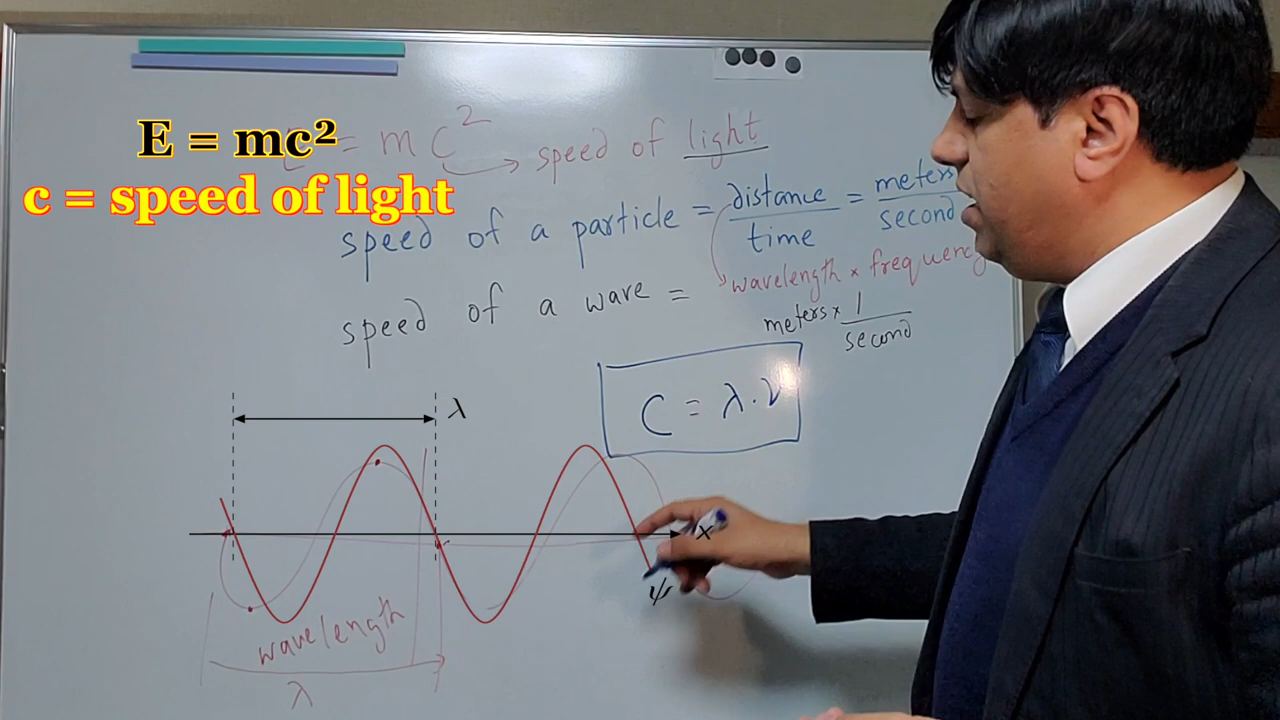 E = mc²
c = speed of light
= mc² → speed of light
speed of a particle = distance / time = meters / second
speed of a wave = wavelength × frequency
meters × 1 / second
C = λ.ν
λ
x
ψ
wavelength
λ